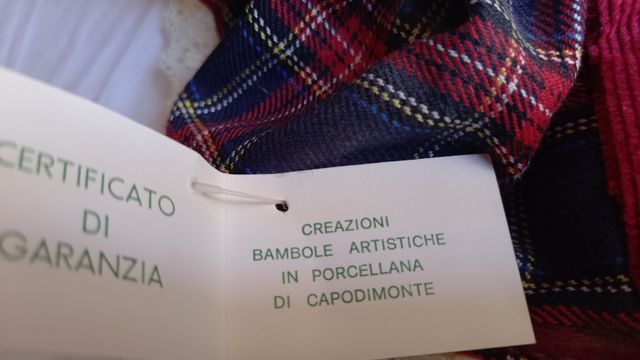 CERTIFICATO
DI
GARANZIA
CREAZIONI
BAMBOLE ARTISTICHE
IN PORCELLANA
DI CAPODIMONTE